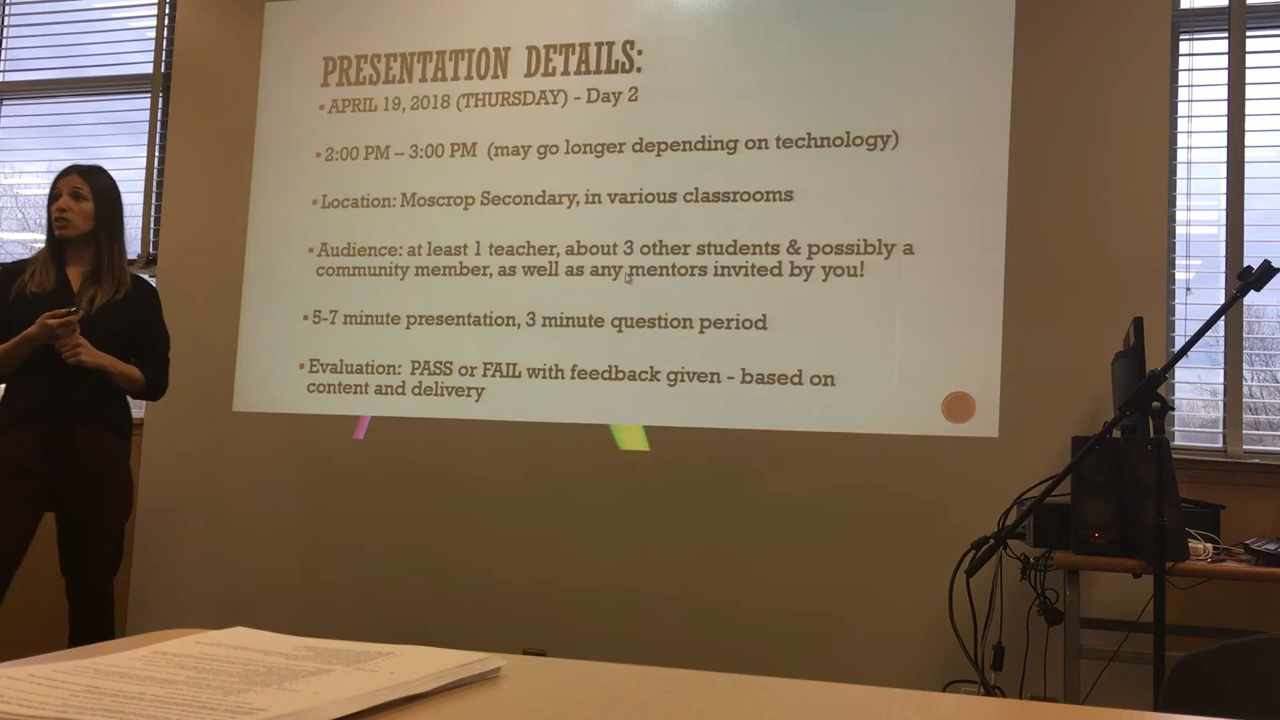 PRESENTATION DETAILS:
▪ APRIL 19, 2018 (THURSDAY) - Day 2
▪ 2:00 PM – 3:00 PM (may go longer depending on technology)
▪ Location: Moscrop Secondary, in various classrooms
▪ Audience: at least 1 teacher, about 3 other students & possibly a
community member, as well as any mentors invited by you!
▪ 5-7 minute presentation, 3 minute question period
▪ Evaluation: PASS or FAIL with feedback given - based on
content and delivery